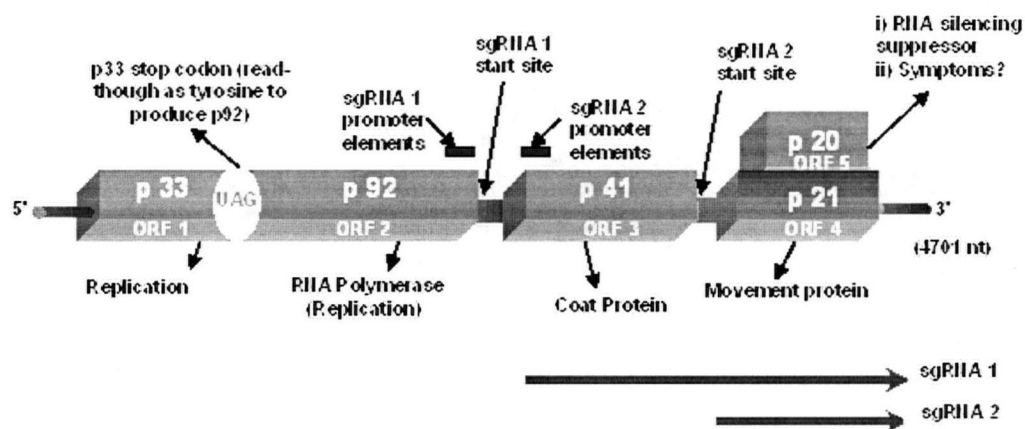 i) RNA silencing
suppressor
ii) Symptoms?
sgRNA 1
start site
sgRNA 2
start site
p33 stop codon (read-
though as tyrosine to
produce p92)
sgRNA 1
promoter
elements
sgRNA 2
promoter
elements
p 20
ORF 5
5'
p 33
UAG
p 92
p 41
p 21
3'
ORF 1
ORF 2
ORF 3
ORF 4
(4701 nt)
Replication
RNA Polymerase
(Replication)
Coat Protein
Movement protein
sgRNA 1
sgRNA 2